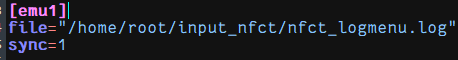 [emu1]
file="/home/root/input_nfct/nfct_logmenu.log"
sync=1